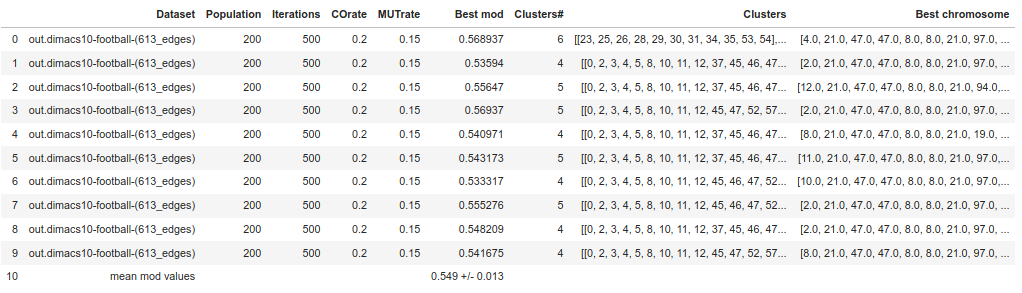 Dataset Population Iterations COrate MUTrate Best mod Clusters# Clusters Best chromosome
0 out.dimacs10-football-(613_edges) 200 500 0.2 0.15 0.568937 6 [[23, 25, 26, 28, 29, 30, 31, 34, 35, 53, 54],... [4.0, 21.0, 47.0, 47.0, 8.0, 8.0, 21.0, 97.0, ...
1 out.dimacs10-football-(613_edges) 200 500 0.2 0.15 0.53594 4 [[0, 2, 3, 4, 5, 8, 10, 11, 12, 37, 45, 46, 47... [2.0, 21.0, 47.0, 47.0, 8.0, 8.0, 21.0, 97.0, ...
2 out.dimacs10-football-(613_edges) 200 500 0.2 0.15 0.55647 5 [[0, 2, 3, 4, 5, 8, 10, 11, 12, 37, 45, 46, 47... [12.0, 21.0, 47.0, 47.0, 8.0, 8.0, 21.0, 94.0,...
3 out.dimacs10-football-(613_edges) 200 500 0.2 0.15 0.56937 5 [[0, 2, 3, 4, 5, 8, 10, 11, 12, 45, 47, 52, 57... [2.0, 21.0, 47.0, 47.0, 8.0, 8.0, 21.0, 97.0, ...
4 out.dimacs10-football-(613_edges) 200 500 0.2 0.15 0.540971 4 [[0, 2, 3, 4, 5, 8, 10, 11, 12, 37, 45, 46, 47... [8.0, 21.0, 47.0, 47.0, 8.0, 8.0, 21.0, 19.0, ...
5 out.dimacs10-football-(613_edges) 200 500 0.2 0.15 0.543173 5 [[0, 2, 3, 4, 5, 8, 10, 11, 12, 37, 45, 46, 47... [11.0, 21.0, 47.0, 47.0, 8.0, 8.0, 21.0, 97.0,...
6 out.dimacs10-football-(613_edges) 200 500 0.2 0.15 0.533317 4 [[0, 2, 3, 4, 5, 8, 10, 11, 12, 45, 46, 47, 52... [10.0, 21.0, 47.0, 47.0, 8.0, 8.0, 21.0, 97.0,...
7 out.dimacs10-football-(613_edges) 200 500 0.2 0.15 0.555276 5 [[0, 2, 3, 4, 5, 8, 10, 11, 12, 45, 46, 47, 52... [2.0, 21.0, 47.0, 47.0, 8.0, 8.0, 21.0, 97.0, ...
8 out.dimacs10-football-(613_edges) 200 500 0.2 0.15 0.548209 4 [[0, 2, 3, 4, 5, 8, 10, 11, 12, 37, 45, 46, 47... [2.0, 21.0, 47.0, 47.0, 8.0, 8.0, 21.0, 97.0, ...
9 out.dimacs10-football-(613_edges) 200 500 0.2 0.15 0.541675 4 [[0, 2, 3, 4, 5, 8, 10, 11, 12, 45, 47, 52, 57... [8.0, 21.0, 47.0, 47.0, 8.0, 8.0, 21.0, 97.0, ...
10 mean mod values 0.549 +/- 0.013